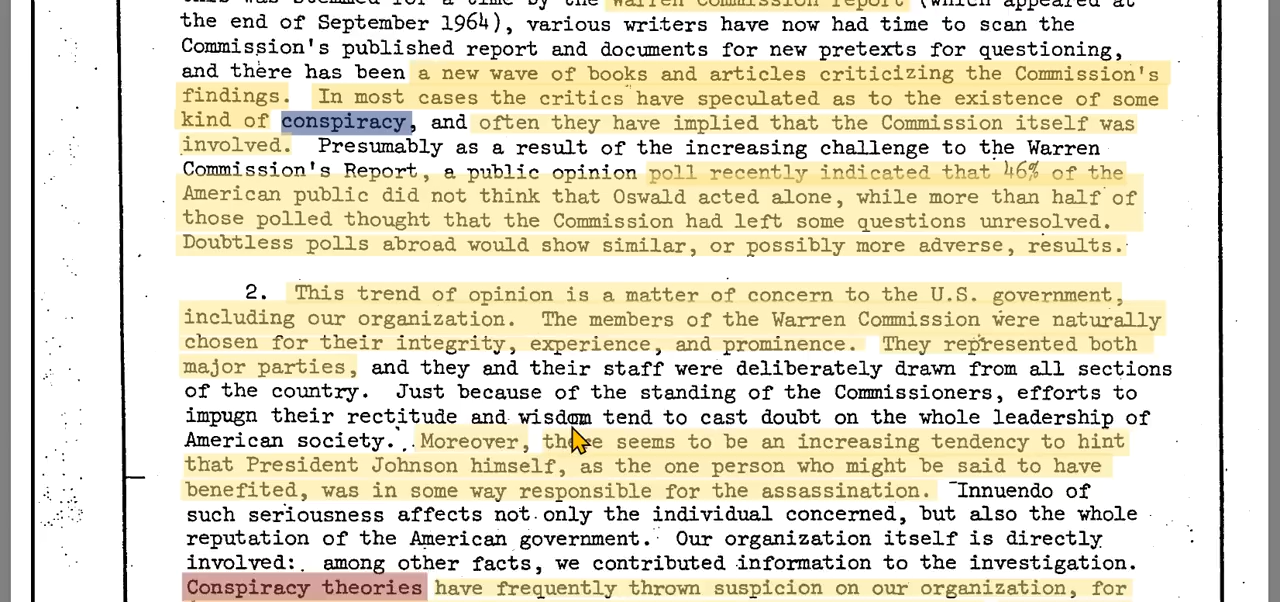 this was stemmed for a time by the Warren Commission report (which appeared at
the end of September 1964), various writers have now had time to scan the
Commission's published report and documents for new pretexts for questioning,
and there has been a new wave of books and articles criticizing the Commission's
findings. In most cases the critics have speculated as to the existence of some
kind of conspiracy, and often they have implied that the Commission itself was
involved. Presumably as a result of the increasing challenge to the Warren
Commission's Report, a public opinion poll recently indicated that 46% of the
American public did not think that Oswald acted alone, while more than half of
those polled thought that the Commission had left some questions unresolved.
Doubtless polls abroad would show similar, or possibly more adverse, results.
2. This trend of opinion is a matter of concern to the U.S. government,
including our organization. The members of the Warren Commission were naturally
chosen for their integrity, experience, and prominence. They represented both
major parties, and they and their staff were deliberately drawn from all sections
of the country. Just because of the standing of the Commissioners, efforts to
impugn their rectitude and wisdom tend to cast doubt on the whole leadership of
American society. Moreover, there seems to be an increasing tendency to hint
that President Johnson himself, as the one person who might be said to have
benefited, was in some way responsible for the assassination. Innuendo of
such seriousness affects not only the individual concerned, but also the whole
reputation of the American government. Our organization itself is directly
involved: among other facts, we contributed information to the investigation.
Conspiracy theories have frequently thrown suspicion on our organization, for